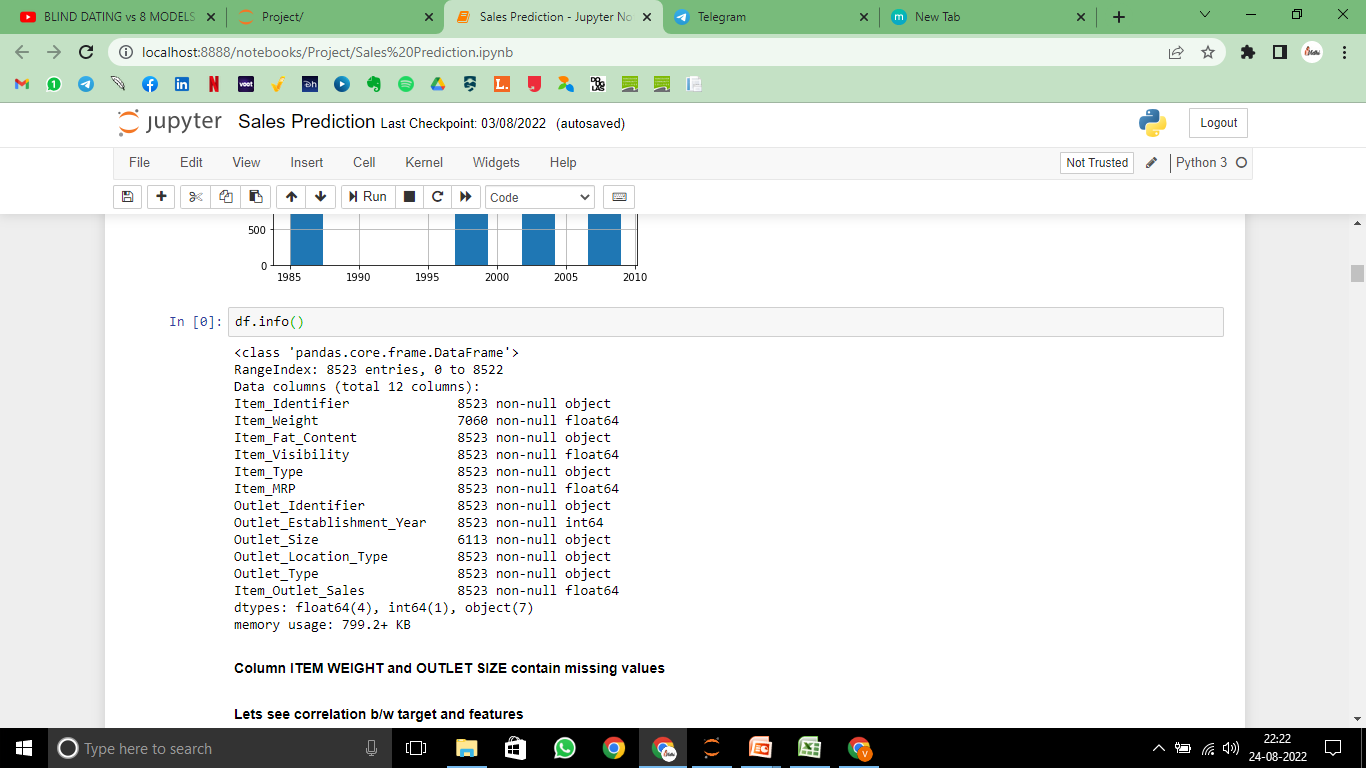 BLIND DATING vs 8 MODELS
Project/
Sales Prediction - Jupyter No
Telegram
New Tab
localhost:8888/notebooks/Project/Sales%20Prediction.ipynb
jupyter Sales Prediction Last Checkpoint: 03/08/2022 (autosaved)
Logout
File Edit View Insert Cell Kernel Widgets Help
Not Trusted
Python 3
Run
Code
500
0
1985 1990 1995 2000 2005 2010
In [0]: df.info()
<class 'pandas.core.frame.DataFrame'>
RangeIndex: 8523 entries, 0 to 8522
Data columns (total 12 columns):
Item_Identifier 8523 non-null object
Item_Weight 7060 non-null float64
Item_Fat_Content 8523 non-null object
Item_Visibility 8523 non-null float64
Item_Type 8523 non-null object
Item_MRP 8523 non-null float64
Outlet_Identifier 8523 non-null object
Outlet_Establishment_Year 8523 non-null int64
Outlet_Size 6113 non-null object
Outlet_Location_Type 8523 non-null object
Outlet_Type 8523 non-null object
Item_Outlet_Sales 8523 non-null float64
dtypes: float64(4), int64(1), object(7)
memory usage: 799.2+ KB
Column ITEM WEIGHT and OUTLET SIZE contain missing values
Lets see correlation b/w target and features
Type here to search
22:22
24-08-2022